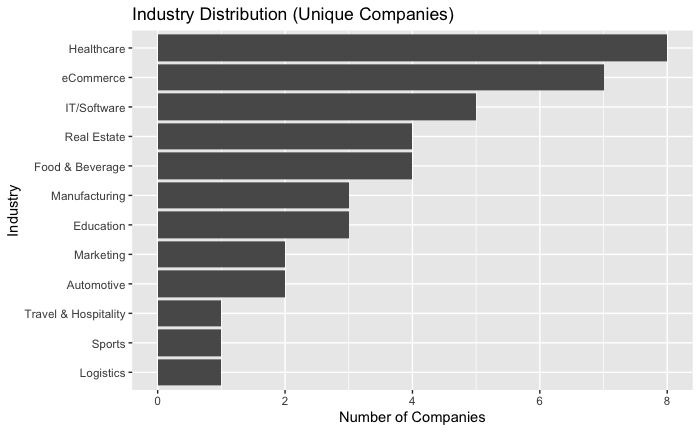 Industry Distribution (Unique Companies)
Industry
Healthcare
eCommerce
IT/Software
Real Estate
Food & Beverage
Manufacturing
Education
Marketing
Automotive
Travel & Hospitality
Sports
Logistics
0 2 4 6 8
Number of Companies